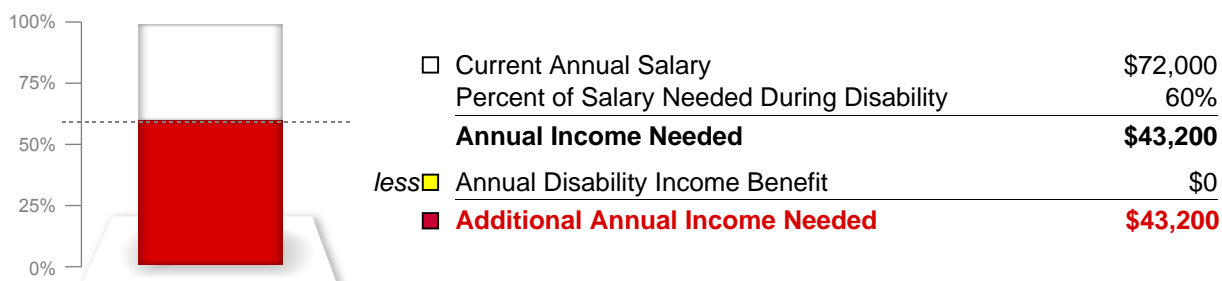 100%
75%
50%
25%
0%
Current Annual Salary $72,000
Percent of Salary Needed During Disability 60%
Annual Income Needed $43,200
less Annual Disability Income Benefit $0
Additional Annual Income Needed $43,200